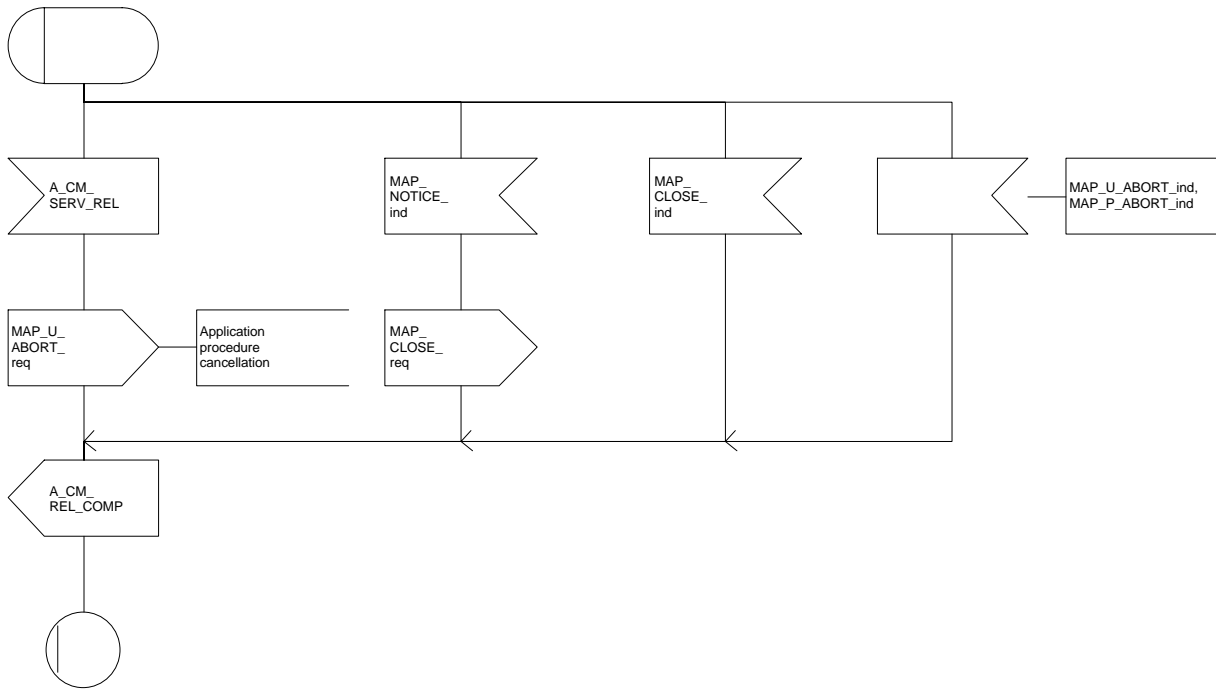 A_CM_
SERV_REL
MAP_
NOTICE_
ind
MAP_
CLOSE_
ind
MAP_U_ABORT_ind,
MAP_P_ABORT_ind
MAP_U_
ABORT_
req
Application
procedure
cancellation
MAP_
CLOSE_
req
A_CM_
REL_COMP